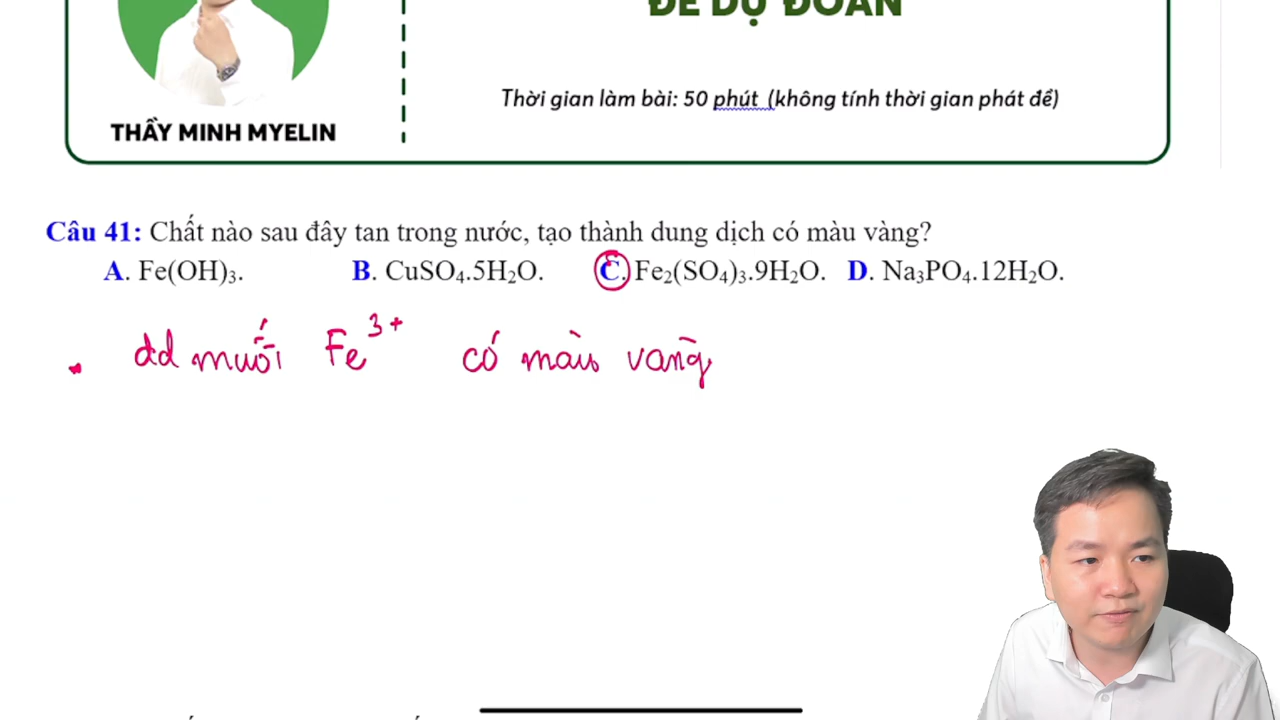 ĐỀ DỰ ĐOÁN
Thời gian làm bài: 50 phút (không tính thời gian phát đề)
THẦY MINH MYELIN
Câu 41: Chất nào sau đây tan trong nước, tạo thành dung dịch có màu vàng?
A. Fe(OH)₃. B. CuSO₄.5H₂O. C. Fe₂(SO₄)₃.9H₂O. D. Na₃PO₄.12H₂O.
dd muối Fe³⁺ có màu vàng